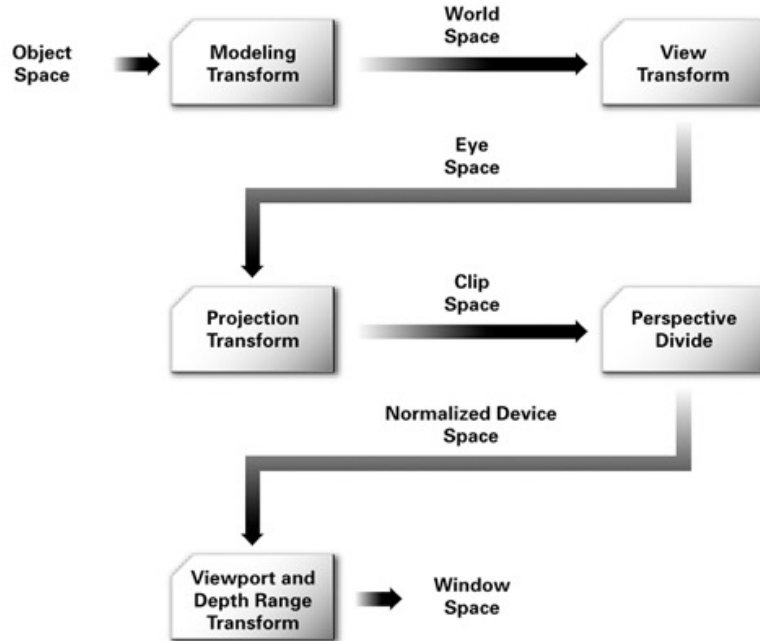 Object
Space
Modeling
Transform
World
Space
View
Transform
Eye
Space
Projection
Transform
Clip
Space
Perspective
Divide
Normalized Device
Space
Viewport and
Depth Range
Transform
Window
Space